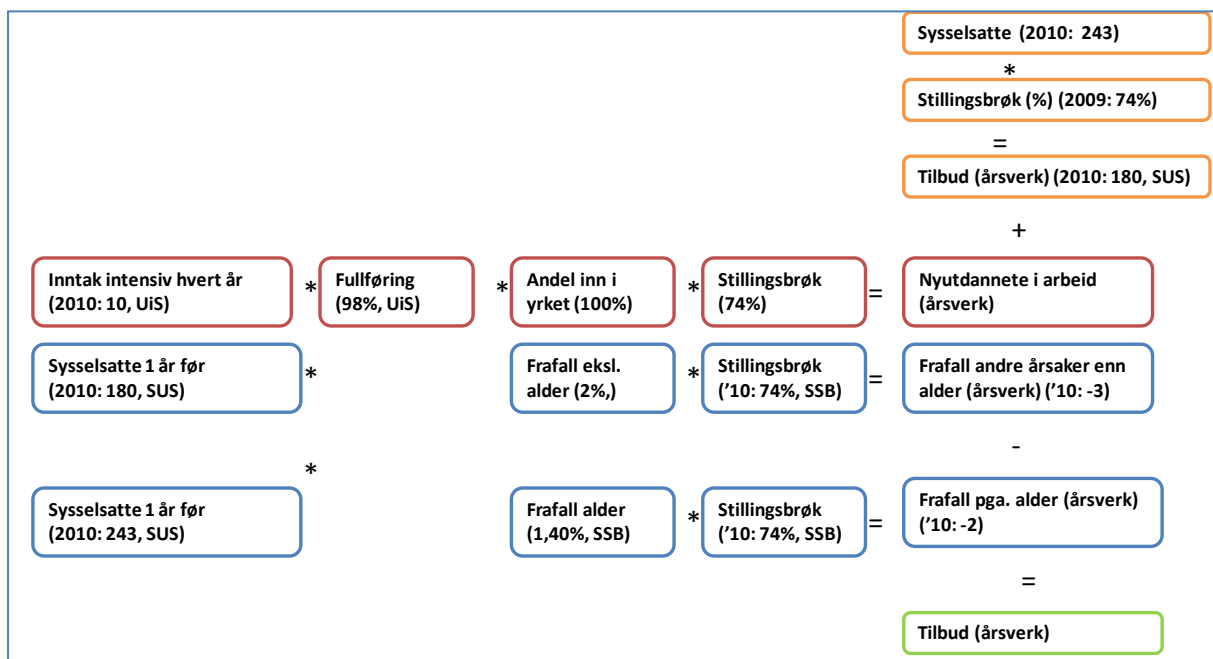 Sysselsatte (2010: 243)
*
Stillingsbrøk (%) (2009: 74%)
=
Tilbud (årsverk) (2010: 180, SUS)
+
Inntak intensiv hvert år
(2010: 10, UiS)
*
Fullføring
(98%, UiS)
*
Andel inn i
yrket (100%)
*
Stillingsbrøk
(74%)
=
Nyutdannete i arbeid
(årsverk)
Sysselsatte 1 år før
(2010: 180, SUS)
*
Frafall eksl.
alder (2%,)
*
Stillingsbrøk
('10: 74%, SSB)
=
Frafall andre årsaker enn
alder (årsverk) ('10: -3)
-
*
Sysselsatte 1 år før
(2010: 243, SUS)
Frafall alder
(1,40%, SSB)
*
Stillingsbrøk
('10: 74%, SSB)
=
Frafall pga. alder (årsverk)
('10: -2)
=
Tilbud (årsverk)